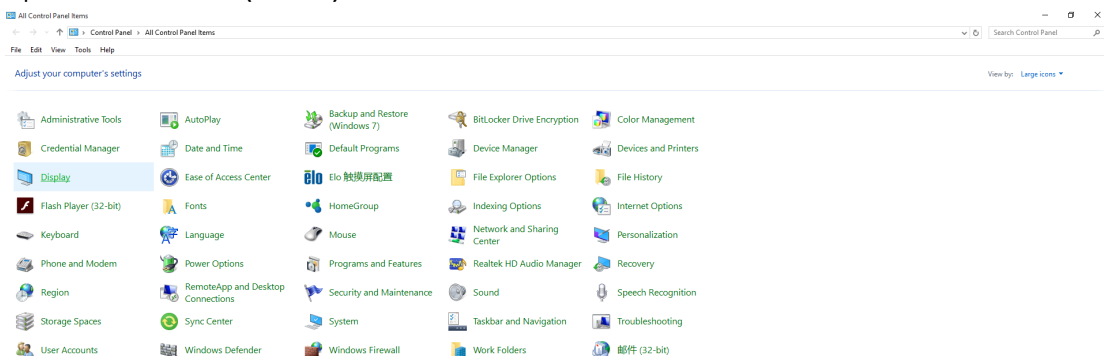 All Control Panel Items
Control Panel > All Control Panel Items
Search Control Panel
File Edit View Tools Help
Adjust your computer's settings
View by: Large icons
Administrative Tools
AutoPlay
Backup and Restore
(Windows 7)
BitLocker Drive Encryption
Color Management
Credential Manager
Date and Time
Default Programs
Device Manager
Devices and Printers
Display
Ease of Access Center
elo Elo 触摸屏配置
File Explorer Options
File History
Flash Player (32-bit)
Fonts
HomeGroup
Indexing Options
Internet Options
Keyboard
Language
Mouse
Network and Sharing
Center
Personalization
Phone and Modem
Power Options
Programs and Features
Realtek HD Audio Manager
Recovery
Region
RemoteApp and Desktop
Connections
Security and Maintenance
Sound
Speech Recognition
Storage Spaces
Sync Center
System
Taskbar and Navigation
Troubleshooting
User Accounts
Windows Defender
Windows Firewall
Work Folders
邮件 (32-bit)